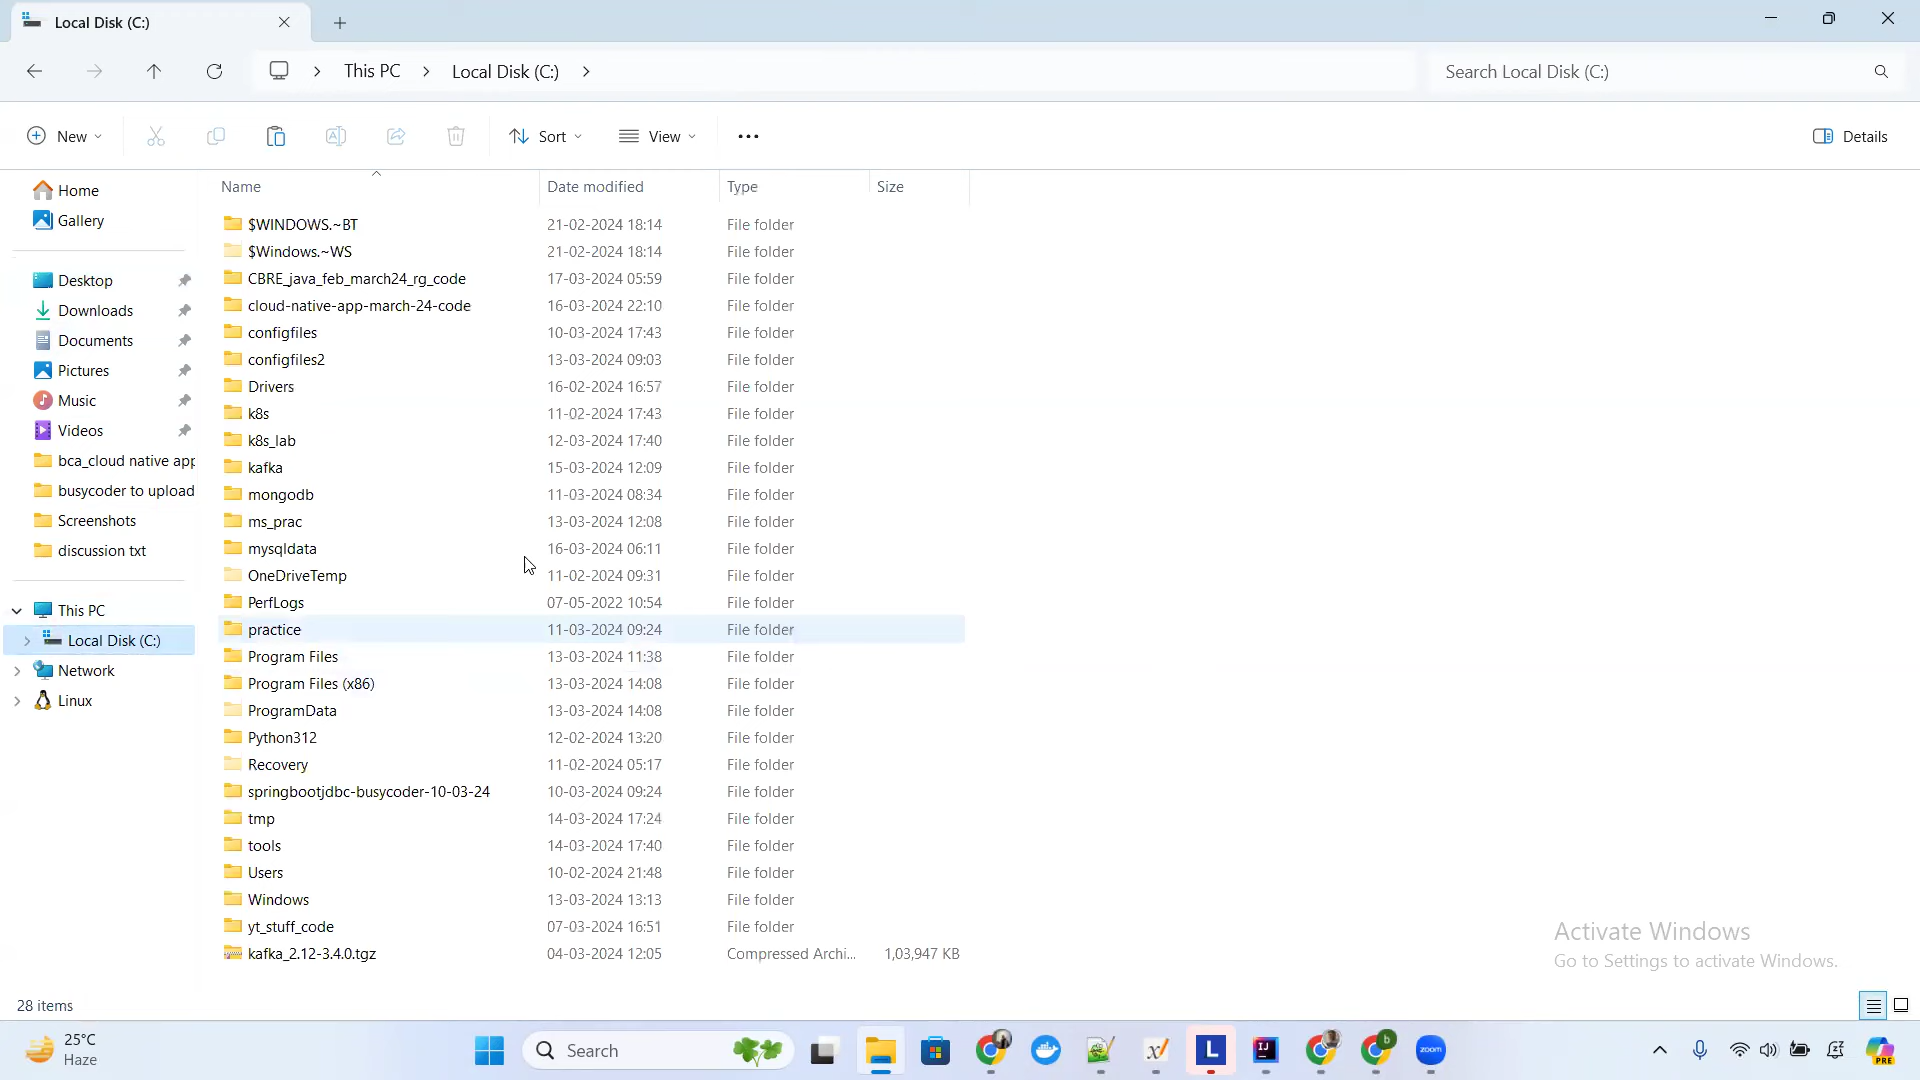 Local Disk (C:)
This PC > Local Disk (C:) >
Search Local Disk (C:)
New
Sort
View
Details
Home
Gallery
Desktop
Downloads
Documents
Pictures
Music
Videos
bca_cloud native app
busycoder to upload
Screenshots
discussion txt
This PC
Local Disk (C:)
Network
Linux
Name Date modified Type Size
$WINDOWS.~BT 21-02-2024 18:14 File folder
$Windows.~WS 21-02-2024 18:14 File folder
CBRE_java_feb_march24_rg_code 17-03-2024 05:59 File folder
cloud-native-app-march-24-code 16-03-2024 22:10 File folder
configfiles 10-03-2024 17:43 File folder
configfiles2 13-03-2024 09:03 File folder
Drivers 16-02-2024 16:57 File folder
k8s 11-02-2024 17:43 File folder
k8s_lab 12-03-2024 17:40 File folder
kafka 15-03-2024 12:09 File folder
mongodb 11-03-2024 08:34 File folder
ms_prac 13-03-2024 12:08 File folder
mysqldata 16-03-2024 06:11 File folder
OneDriveTemp 11-02-2024 09:31 File folder
PerfLogs 07-05-2022 10:54 File folder
practice 11-03-2024 09:24 File folder
Program Files 13-03-2024 11:38 File folder
Program Files (x86) 13-03-2024 14:08 File folder
ProgramData 13-03-2024 14:08 File folder
Python312 12-02-2024 13:20 File folder
Recovery 11-02-2024 05:17 File folder
springbootjdbc-busycoder-10-03-24 10-03-2024 09:24 File folder
tmp 14-03-2024 17:24 File folder
tools 14-03-2024 17:40 File folder
Users 10-02-2024 21:48 File folder
Windows 13-03-2024 13:13 File folder
yt_stuff_code 07-03-2024 16:51 File folder
kafka_2.12-3.4.0.tgz 04-03-2024 12:05 Compressed Archi... 1,03,947 KB
Activate Windows
Go to Settings to activate Windows.
28 items
25°C
Haze
Search
L
IJ
b
zoom
PRE